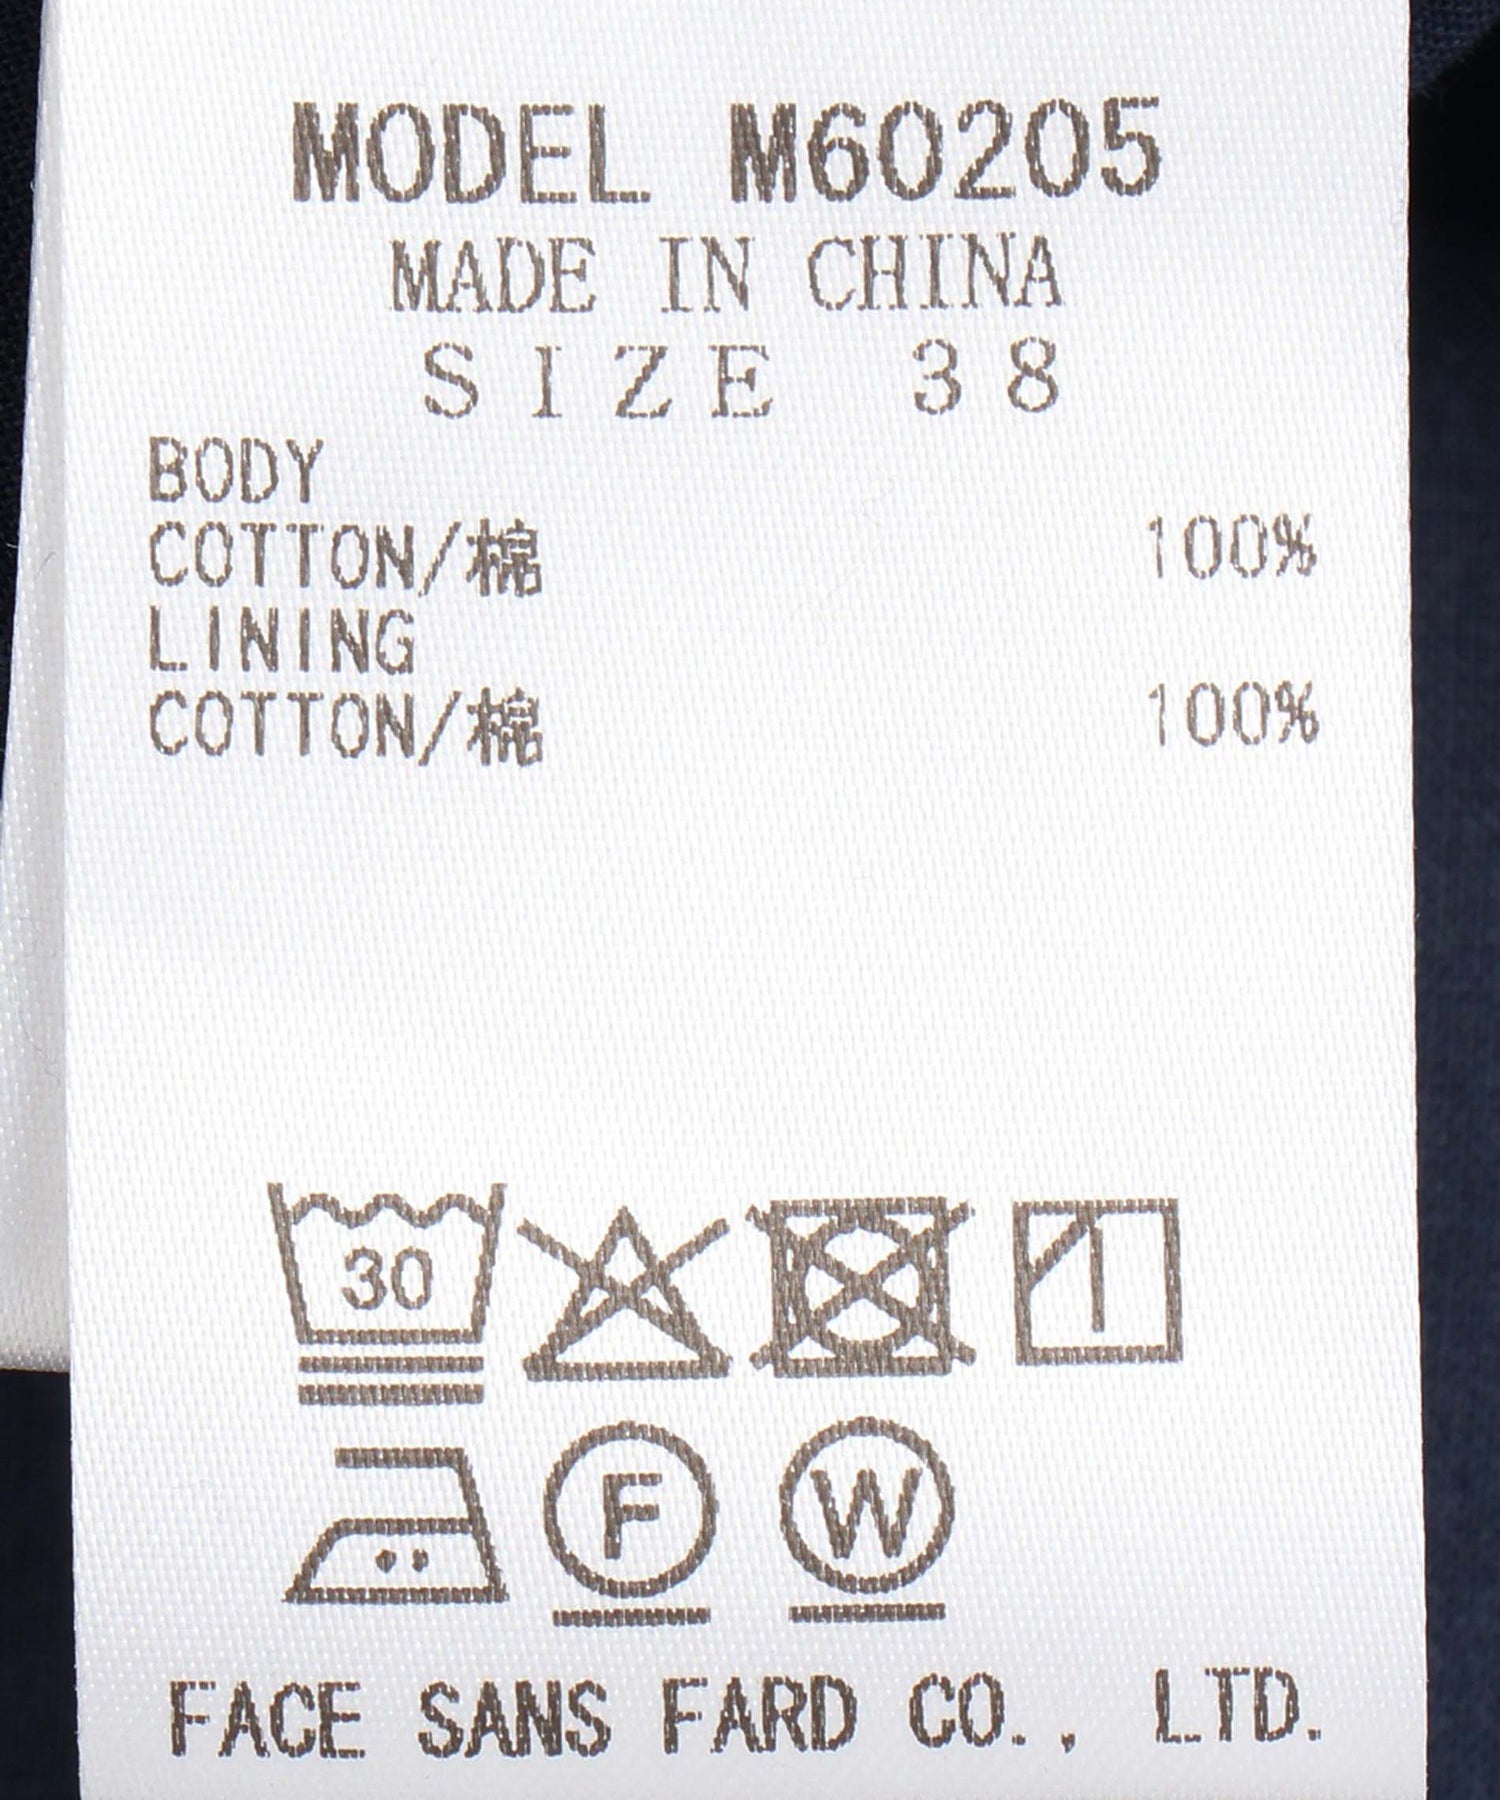 MODEL M60205
MADE IN CHINA
SIZE 38
BODY
COTTON/棉 100%
LINING
COTTON/棉 100%
30
F W
FACE SANS FARD CO., LTD.